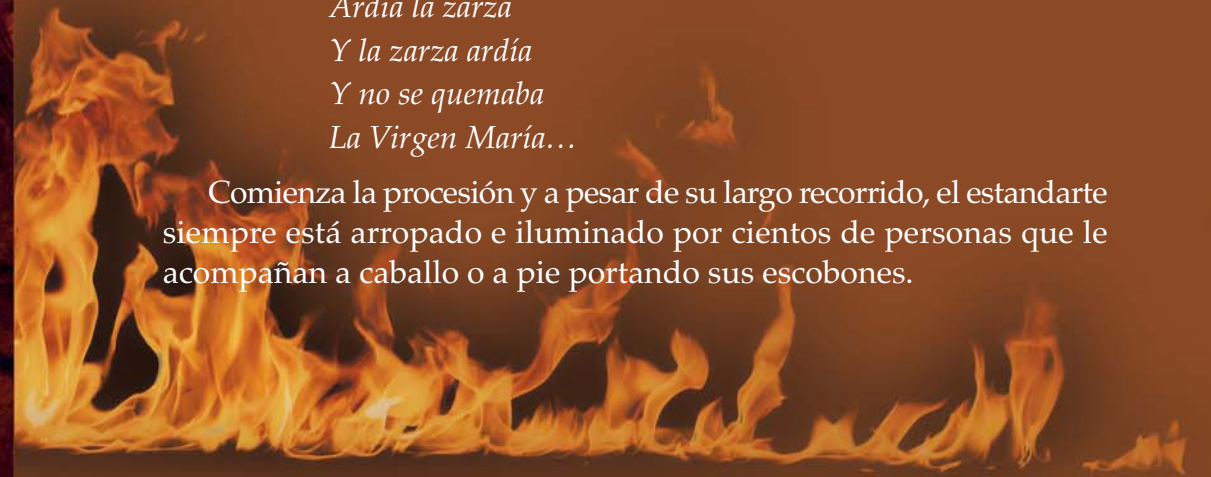 Ardía la zarza
Y la zarza ardía
Y no se quemaba
La Virgen María…
Comienza la procesión y a pesar de su largo recorrido, el estandarte
siempre está arropado e iluminado por cientos de personas que le
acompañan a caballo o a pie portando sus escobones.